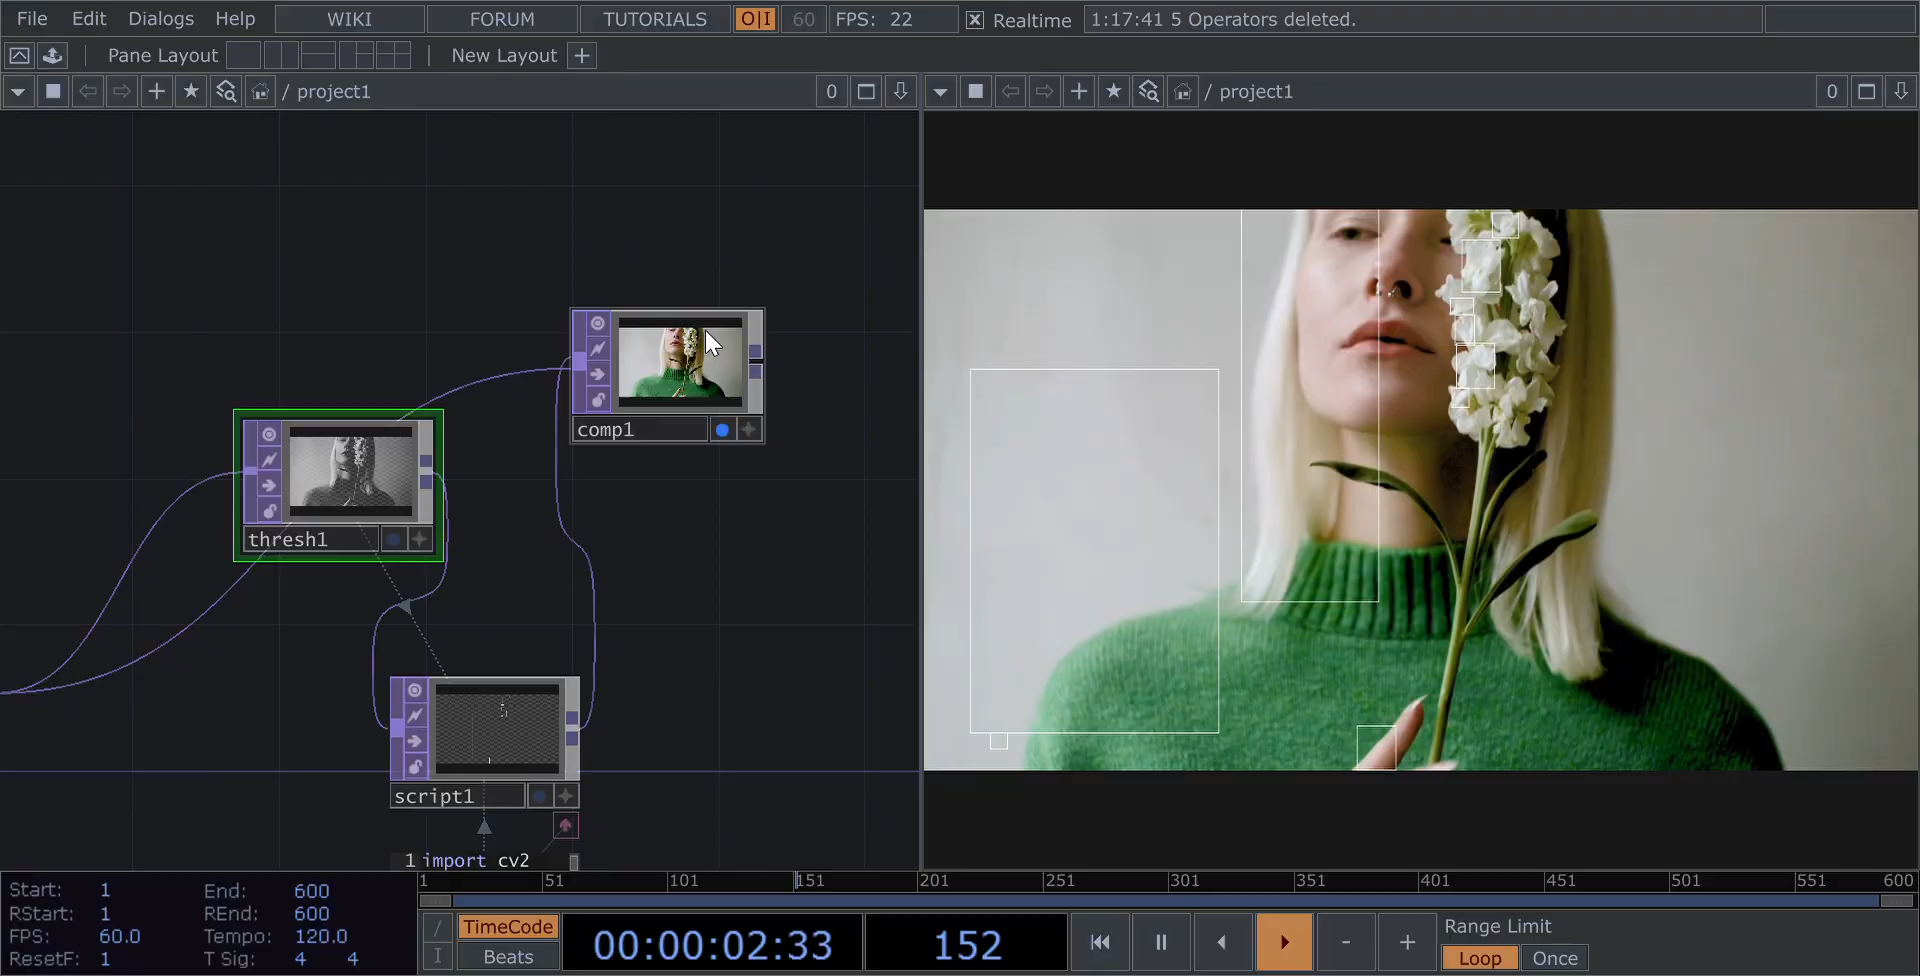 File Edit Dialogs Help WIKI FORUM TUTORIALS O|I 60 FPS: 22 Realtime 1:17:41 5 Operators deleted.
Pane Layout New Layout +
/ project1 0
/ project1 0
comp1
thresh1
script1
1 import cv2
1 51 101 151 201 251 301 351 401 451 501 551 600
Start: 1 End: 600
RStart: 1 REnd: 600
FPS: 60.0 Tempo: 120.0
ResetF: 1 T Sig: 4 4
/ TimeCode
I Beats
00:00:02:33 152
- +
Range Limit
Loop Once